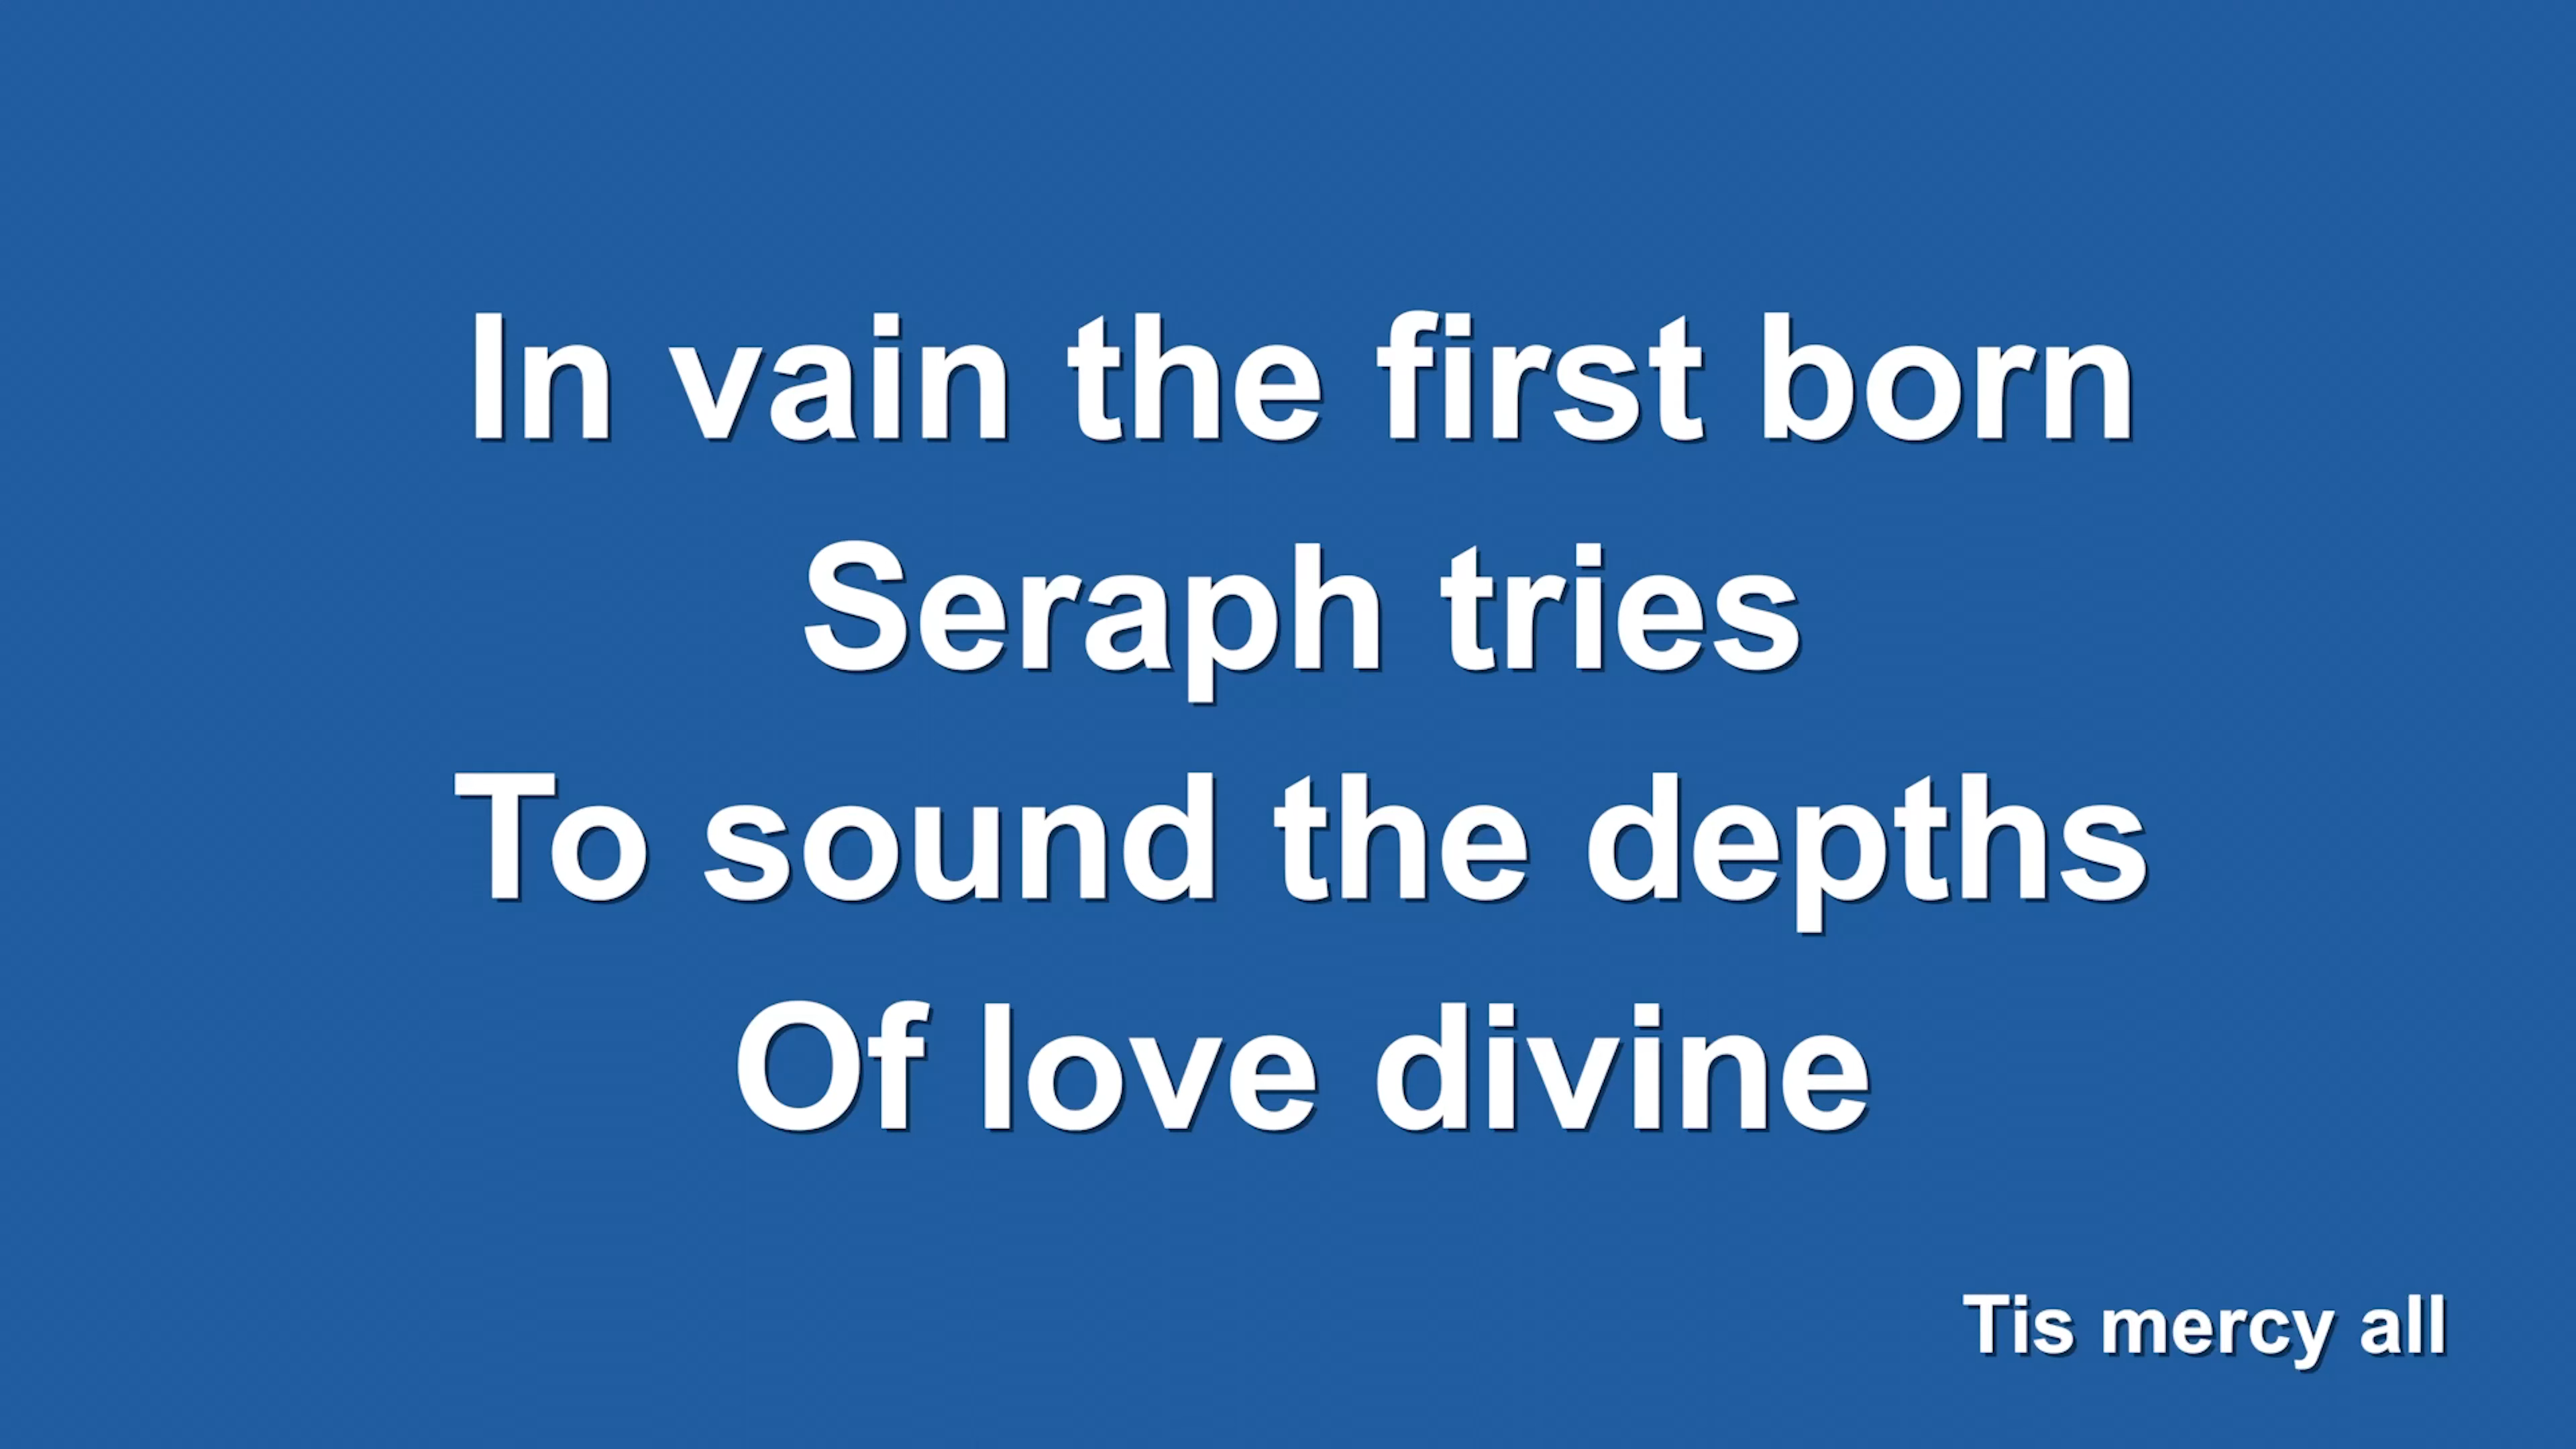 In vain the first born
Seraph tries
To sound the depths
Of love divine
Tis mercy all